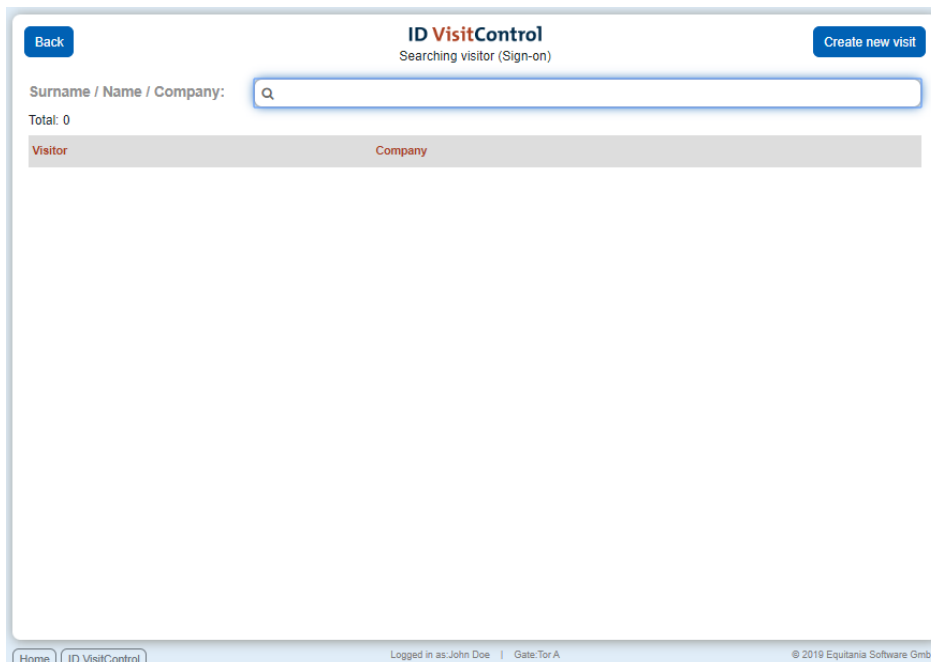 Back
ID VisitControl
Searching visitor (Sign-on)
Create new visit
Surname / Name / Company:
Total: 0
Visitor
Company
Home
ID VisitControl
Logged in as:John Doe | Gate:Tor A
© 2019 Equitania Software Gmb